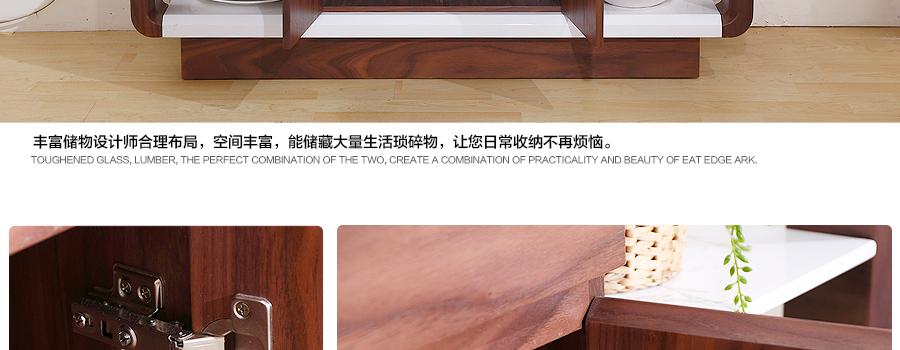 丰富储物设计师合理布局，空间丰富，能储藏大量生活琐碎物，让您日常收纳不再烦恼。
TOUGHENED GLASS, LUMBER, THE PERFECT COMBINATION OF THE TWO, CREATE A COMBINATION OF PRACTICALITY AND BEAUTY OF EAT EDGE ARK.